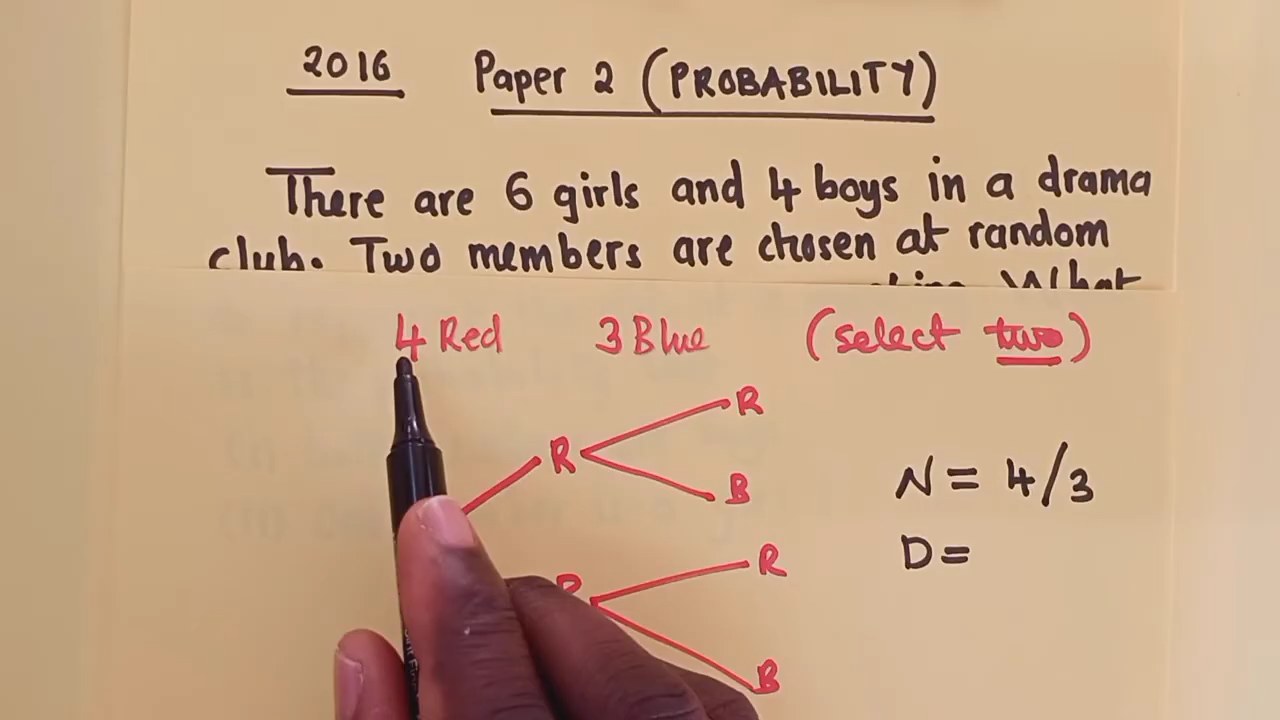 2016 Paper 2 (PROBABILITY)
There are 6 girls and 4 boys in a drama
club. Two members are chosen at random
What
4 Red 3 Blue (select two)
R
R
B
N = 4/3
D =
R
B